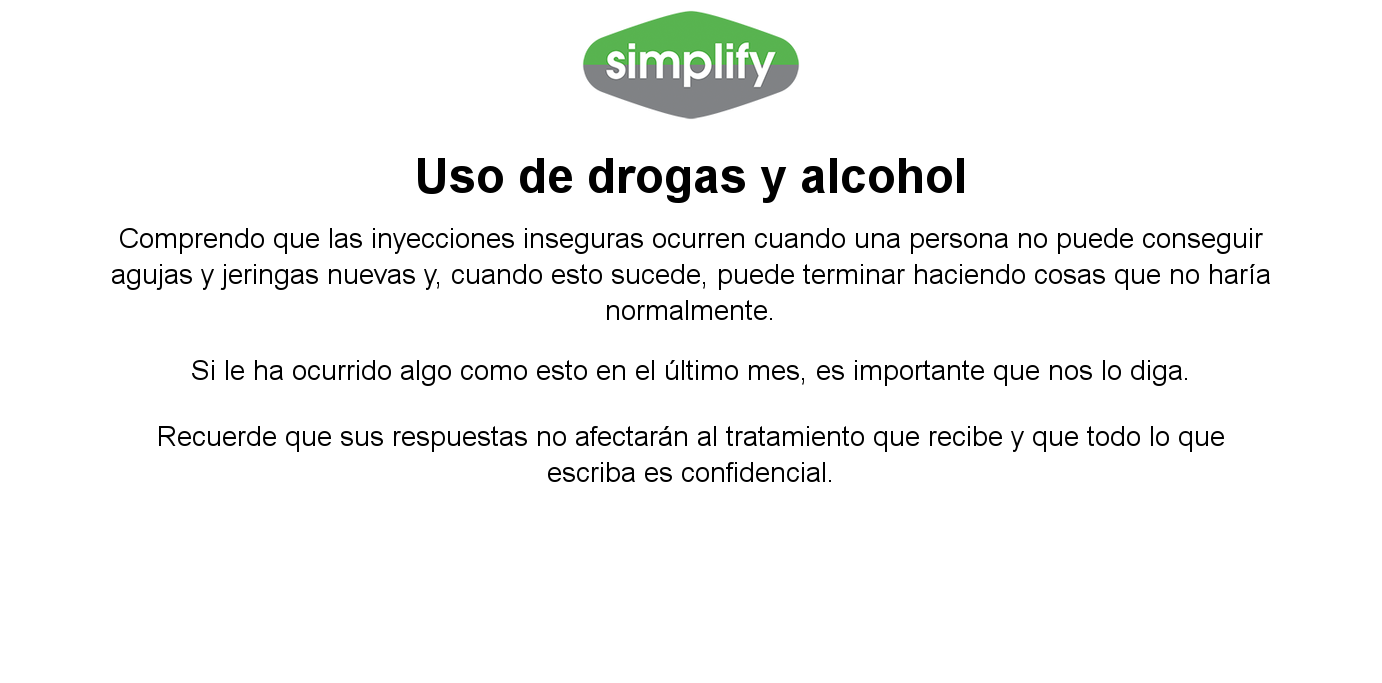 simplify
Uso de drogas y alcohol
Comprendo que las inyecciones inseguras ocurren cuando una persona no puede conseguir
agujas y jeringas nuevas y, cuando esto sucede, puede terminar haciendo cosas que no haría
normalmente.
Si le ha ocurrido algo como esto en el último mes, es importante que nos lo diga.
Recuerde que sus respuestas no afectarán al tratamiento que recibe y que todo lo que
escriba es confidencial.